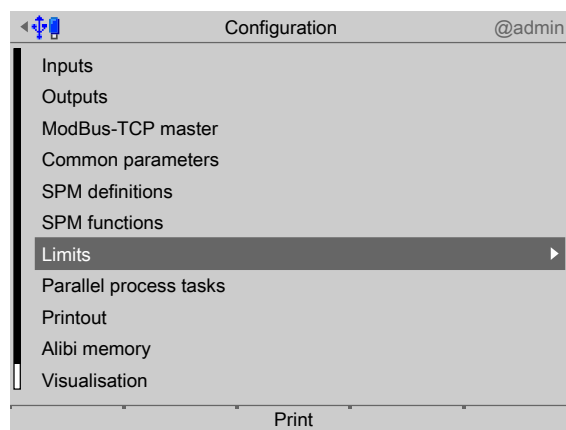 Configuration @admin
Inputs
Outputs
ModBus-TCP master
Common parameters
SPM definitions
SPM functions
Limits
Parallel process tasks
Printout
Alibi memory
Visualisation
Print